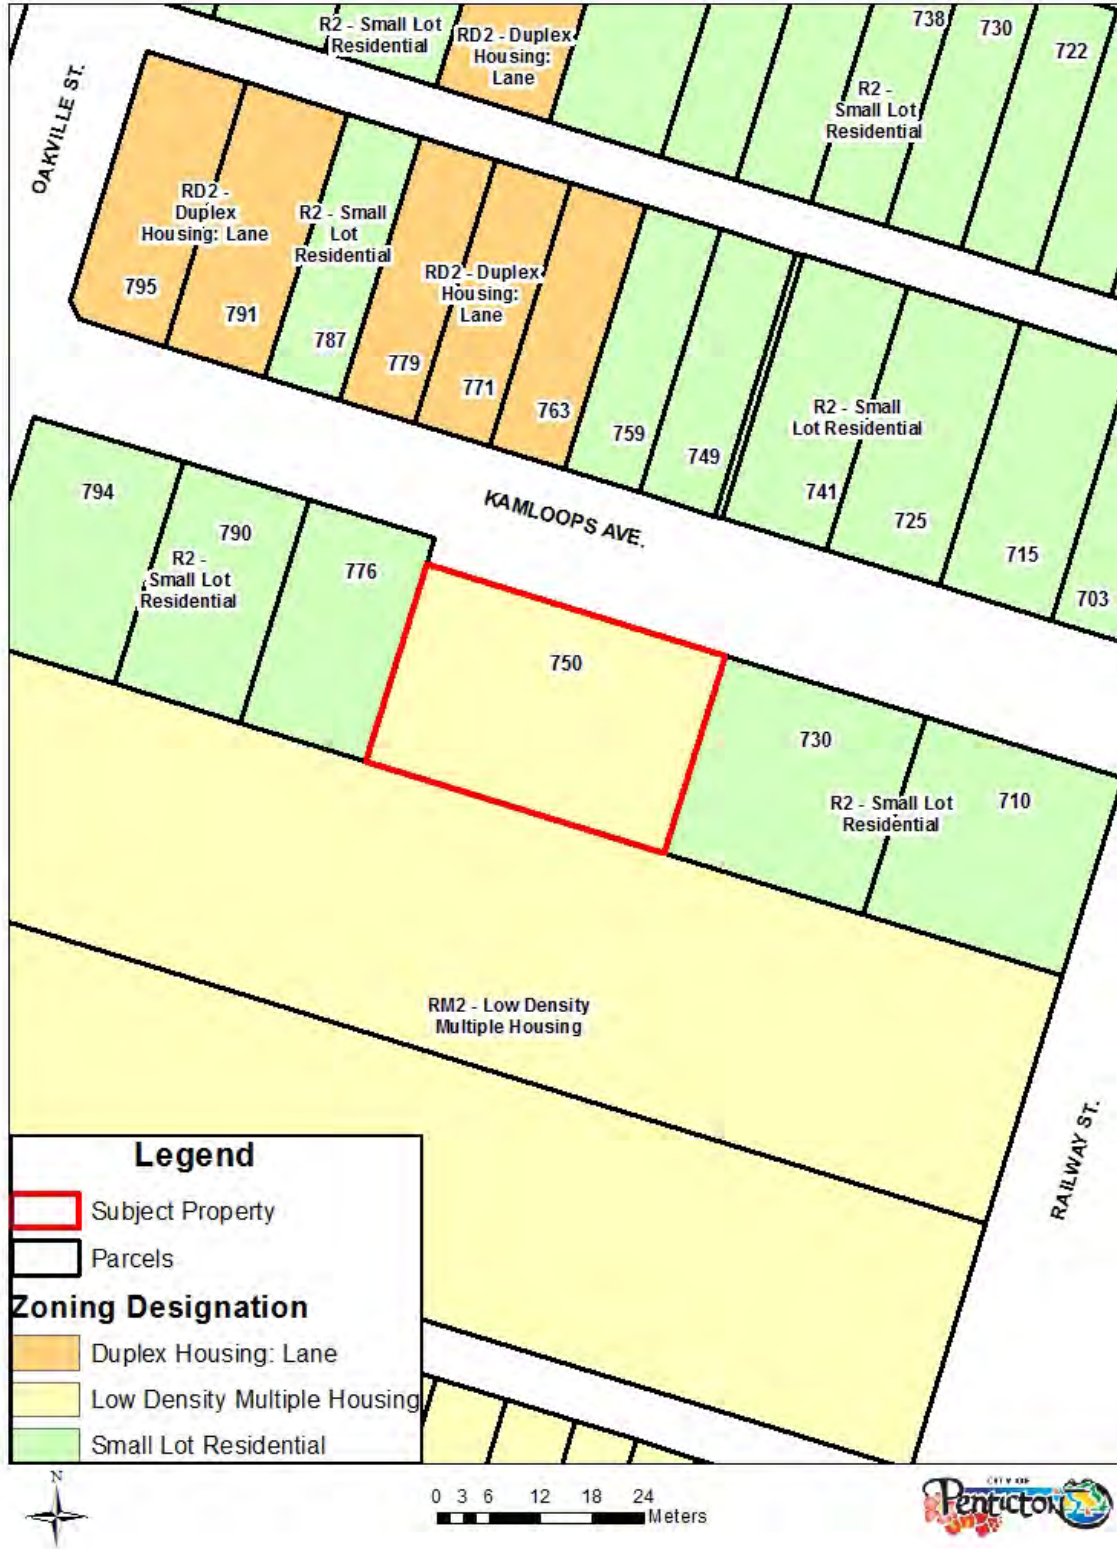 R2 - Small Lot
Residential
RD2 - Duplex
Housing:
Lane
738
730
722
R2 -
Small Lot
Residential
OAKVILLE ST.
RD2 -
Duplex
Housing: Lane
R2 - Small
Lot
Residential
RD2 - Duplex
Housing:
Lane
795
791
787
779
771
763
759
749
R2 - Small
Lot Residential
741
725
715
703
KAMLOOPS AVE.
794
790
R2 -
Small Lot
Residential
776
750
730
R2 - Small Lot
Residential
710
RM2 - Low Density
Multiple Housing
RAILWAY ST.
Legend
Subject Property
Parcels
Zoning Designation
Duplex Housing: Lane
Low Density Multiple Housing
Small Lot Residential
N
0 3 6 12 18 24
Meters
CITY OF
Penticton